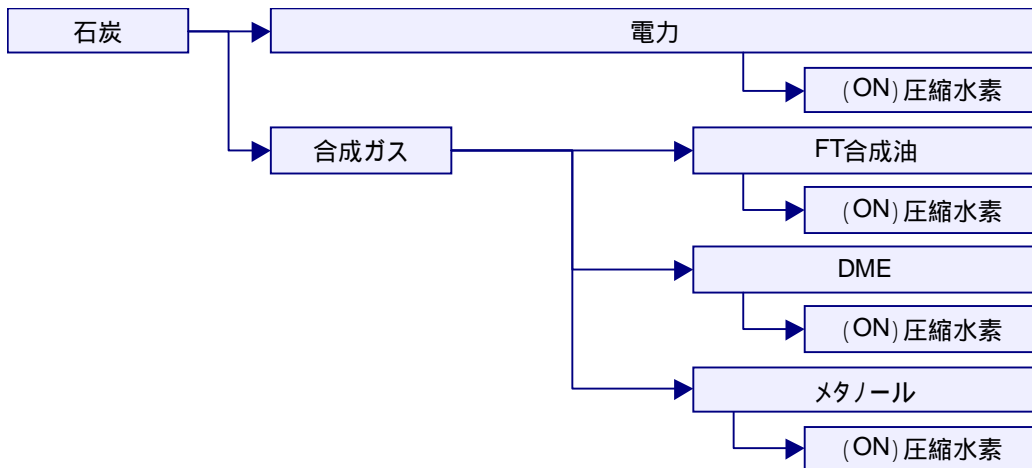 石炭
電力
(ON)圧縮水素
合成ガス
FT合成油
(ON)圧縮水素
DME
(ON)圧縮水素
メタノール
(ON)圧縮水素